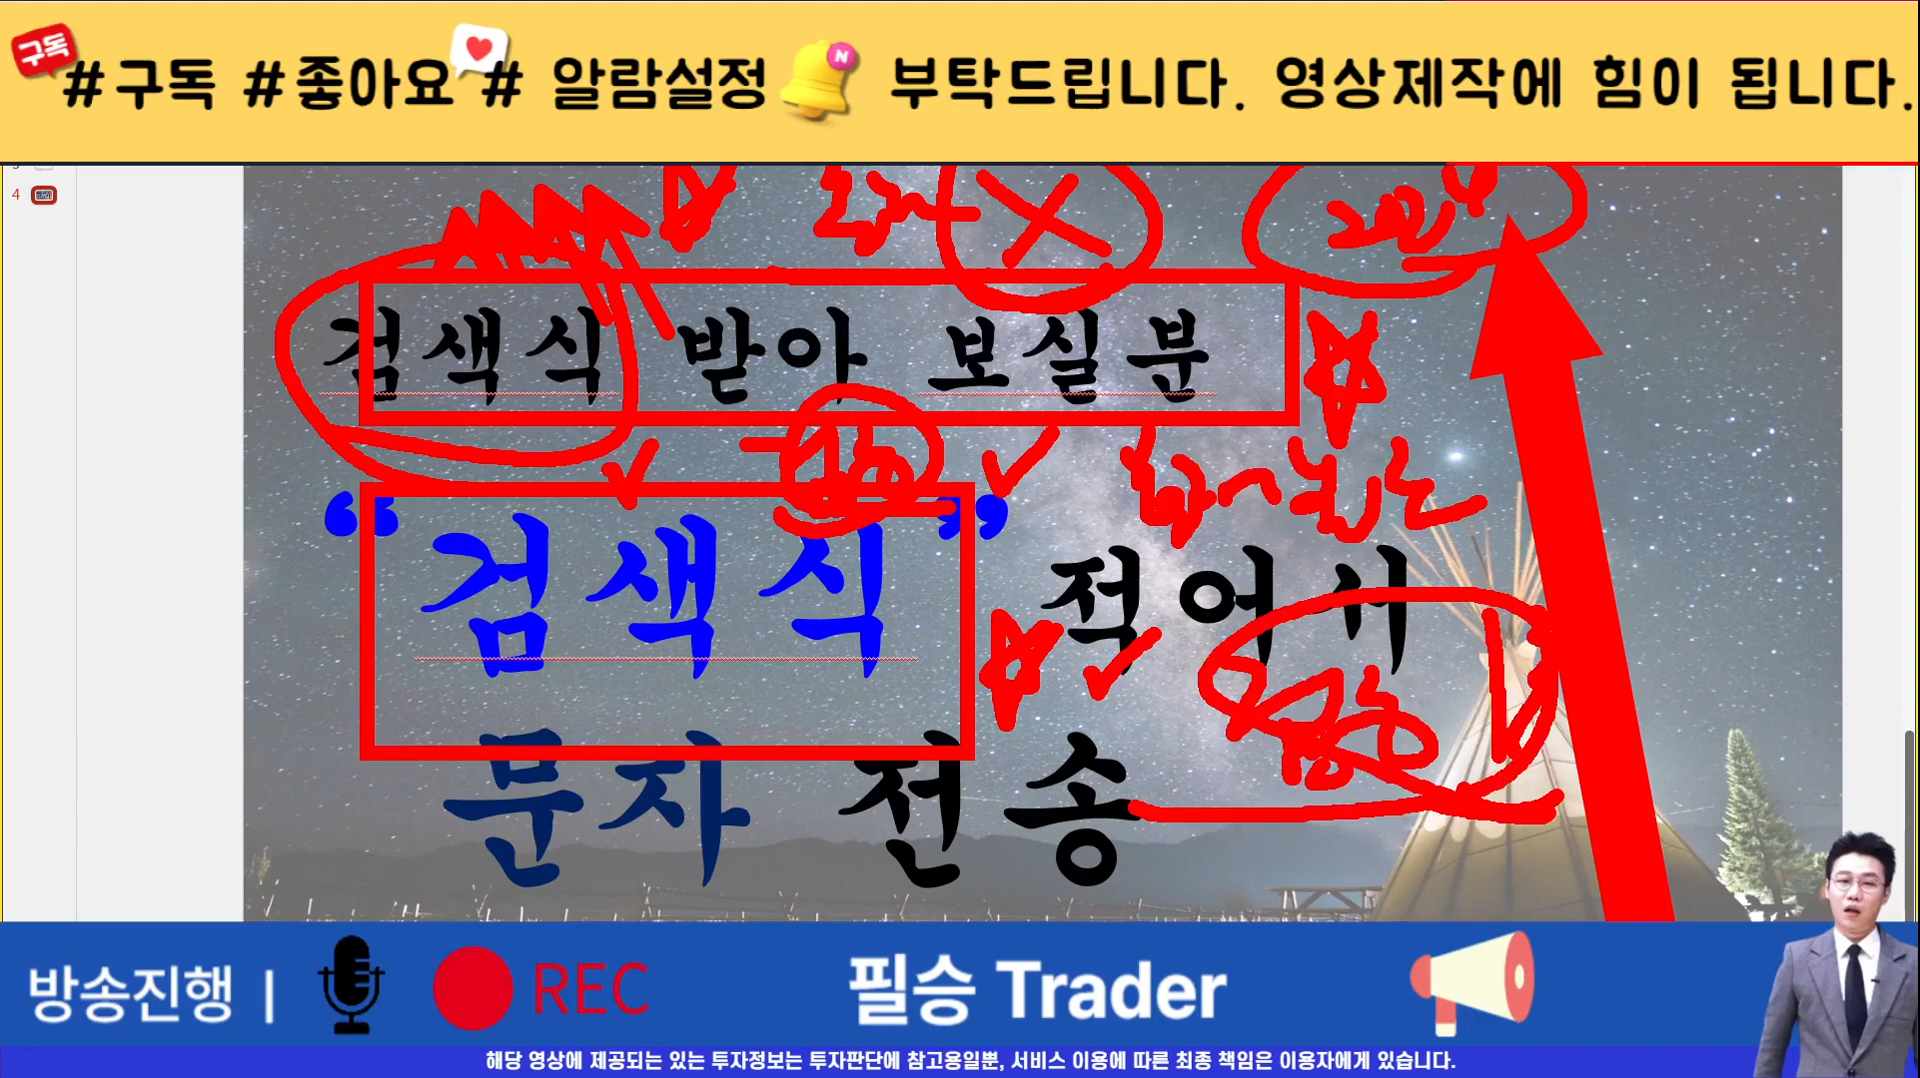 구독
#구독 #좋아요 # 알람설정 N 부탁드립니다. 영상제작에 힘이 됩니다.
4
검색식 받아 보실분
“검색식” 적어서
문자 전송
방송진행 | REC 필승 Trader
해당 영상에 제공되는 있는 투자정보는 투자판단에 참고용일뿐, 서비스 이용에 따른 최종 책임은 이용자에게 있습니다.